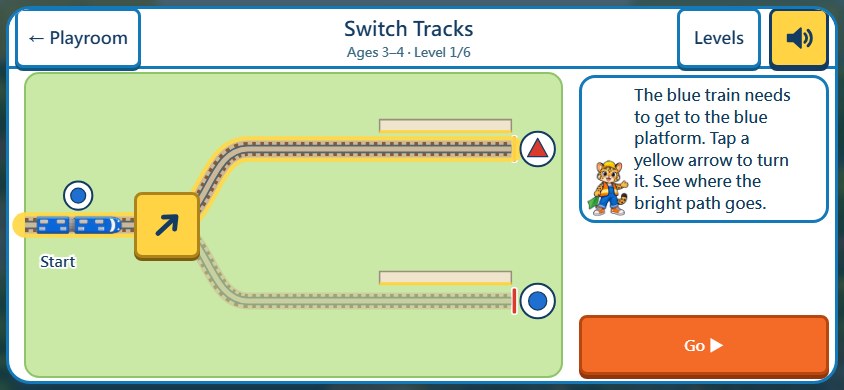 ← Playroom
Switch Tracks
Ages 3–4 · Level 1/6
Levels
Start
The blue train needs
to get to the blue
platform. Tap a
yellow arrow to turn
it. See where the
bright path goes.
Go ▶